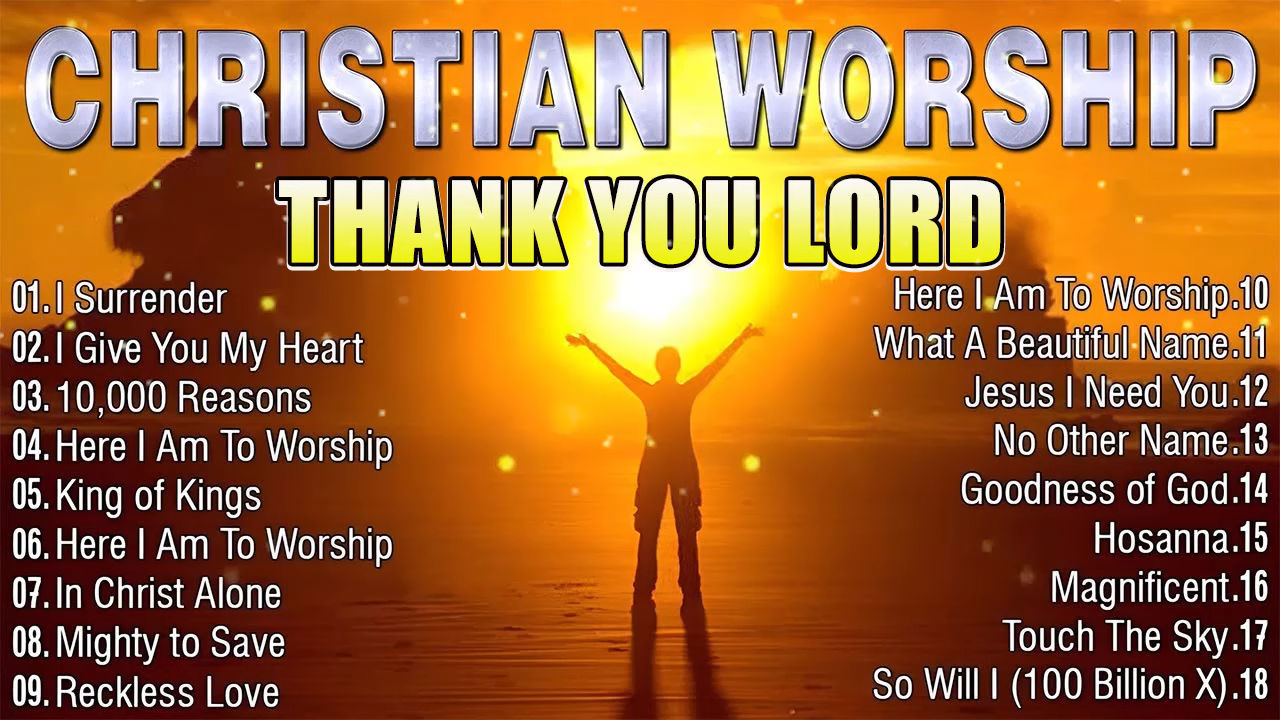 CHRISTIAN WORSHIP
THANK YOU LORD
01. I Surrender
02. I Give You My Heart
03. 10,000 Reasons
04. Here I Am To Worship
05. King of Kings
06. Here I Am To Worship
07. In Christ Alone
08. Mighty to Save
09. Reckless Love
Here I Am To Worship.10
What A Beautiful Name.11
Jesus I Need You.12
No Other Name.13
Goodness of God.14
Hosanna.15
Magnificent.16
Touch The Sky.17
So Will I (100 Billion X).18